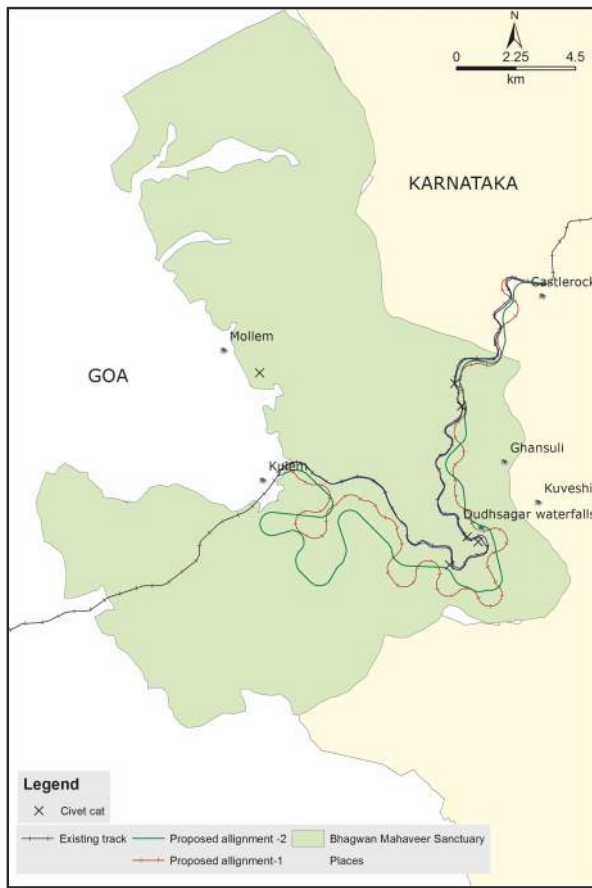 N
0 2.25 4.5
km
KARNATAKA
Castlerock
Mollem
GOA
Ghansuli
Kulem
Kuveshi
Dudhsagar waterfalls
Legend
Civet cat
Existing track Proposed allignment -2 Bhagwan Mahaveer Sanctuary
Proposed allignment-1 Places